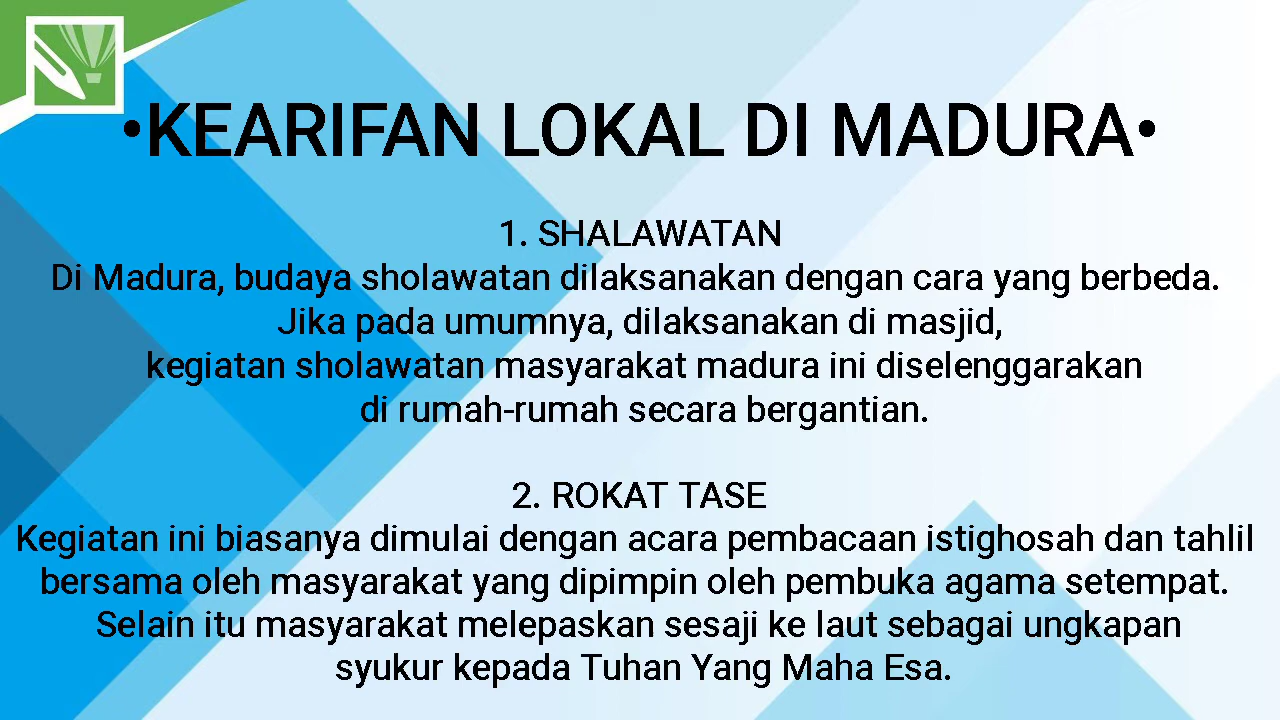 •KEARIFAN LOKAL DI MADURA•
1. SHALAWATAN
Di Madura, budaya sholawatan dilaksanakan dengan cara yang berbeda.
Jika pada umumnya, dilaksanakan di masjid,
kegiatan sholawatan masyarakat madura ini diselenggarakan
di rumah-rumah secara bergantian.
2. ROKAT TASE
Kegiatan ini biasanya dimulai dengan acara pembacaan istighosah dan tahlil
bersama oleh masyarakat yang dipimpin oleh pembuka agama setempat.
Selain itu masyarakat melepaskan sesaji ke laut sebagai ungkapan
syukur kepada Tuhan Yang Maha Esa.